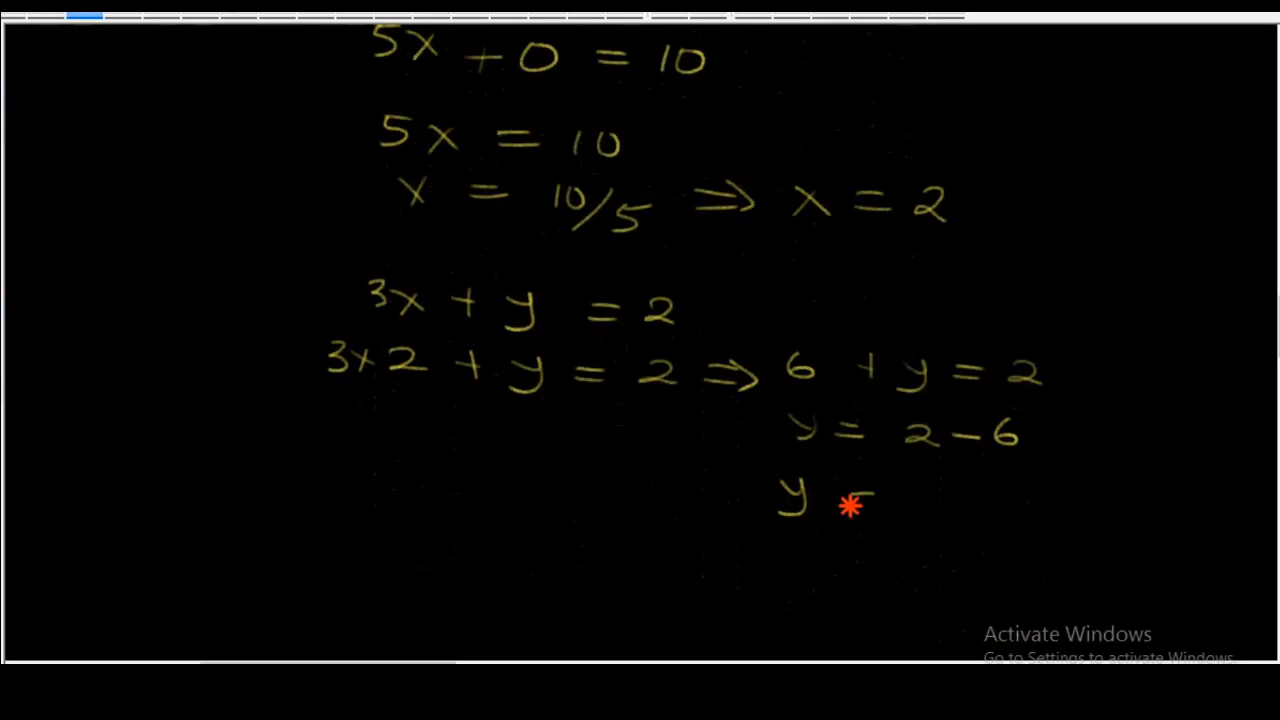 5x + 0 = 10
5x = 10
x = 10/5 ⇒ x = 2
3x + y = 2
3x2 + y = 2 ⇒ 6 + y = 2
y = 2 - 6
y
Activate Windows
Go to Settings to activate Windows.